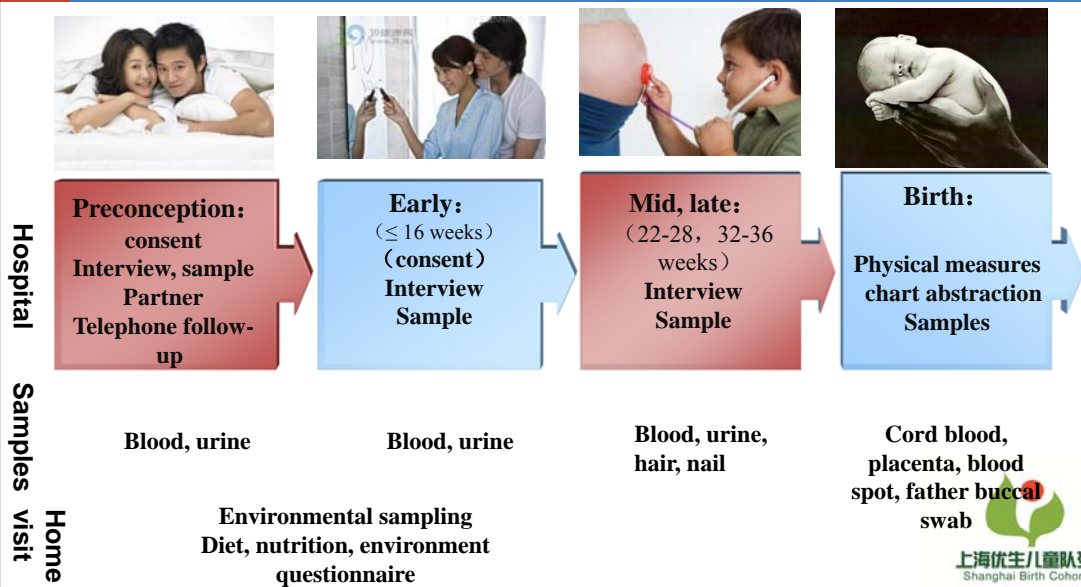 Preconception：
consent
Interview, sample
Partner
Telephone follow-
up
Early：
（≤ 16 weeks）
（consent）
Interview
Sample
Mid, late：
（22-28， 32-36
weeks）
Interview
Sample
Birth：
Physical measures
chart abstraction
Samples
Hospital
Samples
Blood, urine
Blood, urine
Blood, urine,
hair, nail
Cord blood,
placenta, blood
spot, father buccal
swab
Home
visit
Environmental sampling
Diet, nutrition, environment
questionnaire
上海优生儿童队列
Shanghai Birth Cohort